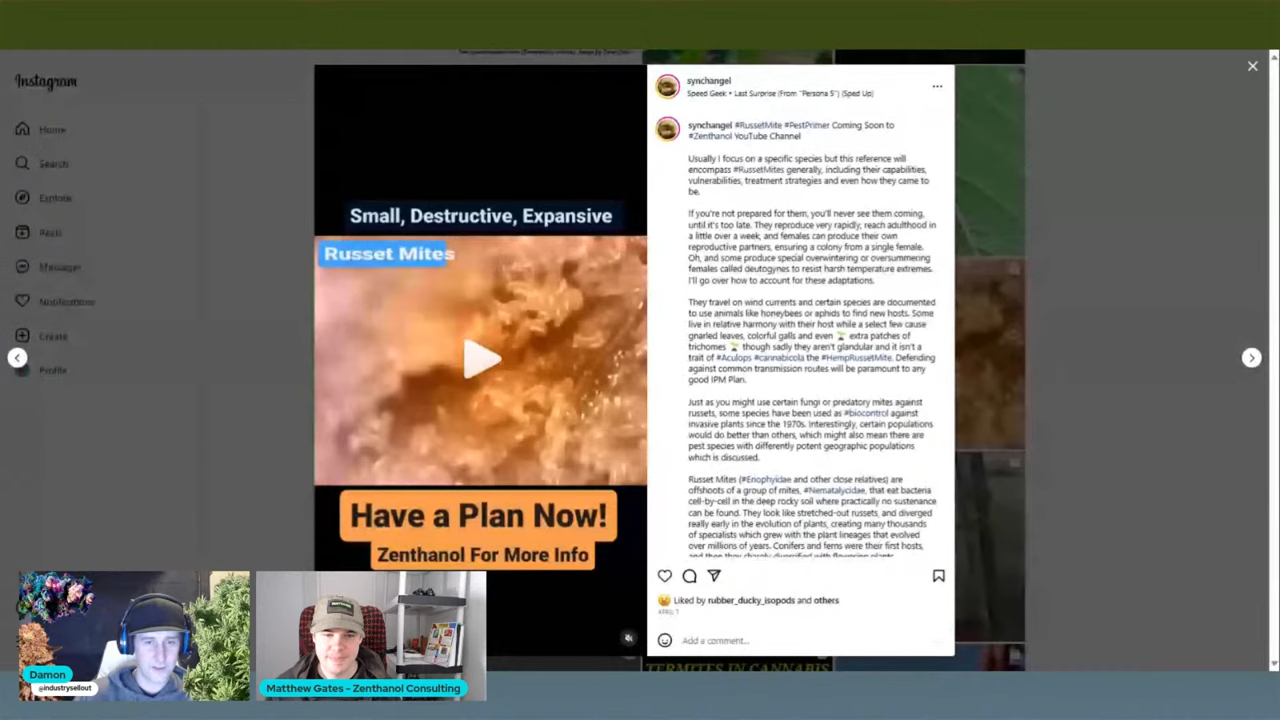 Instagram
Home
Search
Explore
Reels
Messages
Notifications
Create
Profile
Small, Destructive, Expansive
Russet Mites
Have a Plan Now!
Zenthanol For More Info
synchangel
Speed Geek • Last Surprise (From "Persona 5") (Sped Up)
synchangel #RussetMite #PestPrimer Coming Soon to
#Zenthanol YouTube Channel
Usually I focus on a specific species but this reference will
encompass #RussetMites generally, including their capabilities,
vulnerabilities, treatment strategies and even how they came to
be.
If you're not prepared for them, you'll never see them coming,
until it's too late. They reproduce very rapidly, reach adulthood in
a little over a week, and females can produce their own
reproductive partners, ensuring a colony from a single female.
Oh, and some produce special overwintering or oversummering
females called deutogynes to resist harsh temperature extremes.
I'll go over how to account for these adaptations.
They travel on wind currents and certain species are documented
to use animals like honeybees or aphids to find new hosts. Some
live in relative harmony with their host while a select few cause
gnarled leaves, colorful galls and even 🌱 extra patches of
trichomes 🌱 though sadly they aren't glandular and it isn't a
trait of #Aculops #cannabicola the #HempRussetMite. Defending
against common transmission routes will be paramount to any
good IPM Plan.
Just as you might use certain fungi or predatory mites against
russets, some species have been used as #biocontrol against
invasive plants since the 1970s. Interestingly, certain populations
would do better than others, which might also mean there are
pest species with differently potent geographic populations
which is discussed.
Russet Mites (#Eriophyidae and other close relatives) are
offshoots of a group of mites, #Nematalycidae, that eat bacteria
cell-by-cell in the deep rocky soil where practically no sustenance
can be found. They look like stretched-out russets, and diverged
really early in the evolution of plants, creating many thousands
of specialists which grew with the plant lineages that evolved
over millions of years. Conifers and ferns were their first hosts,
and then they sharply diversified with flowering plants
Liked by rubber_ducky_isopods and others
APRIL 7
Add a comment...
TERMITES IN CANNABIS
Damon
@industrysellout
Matthew Gates - Zenthanol Consulting